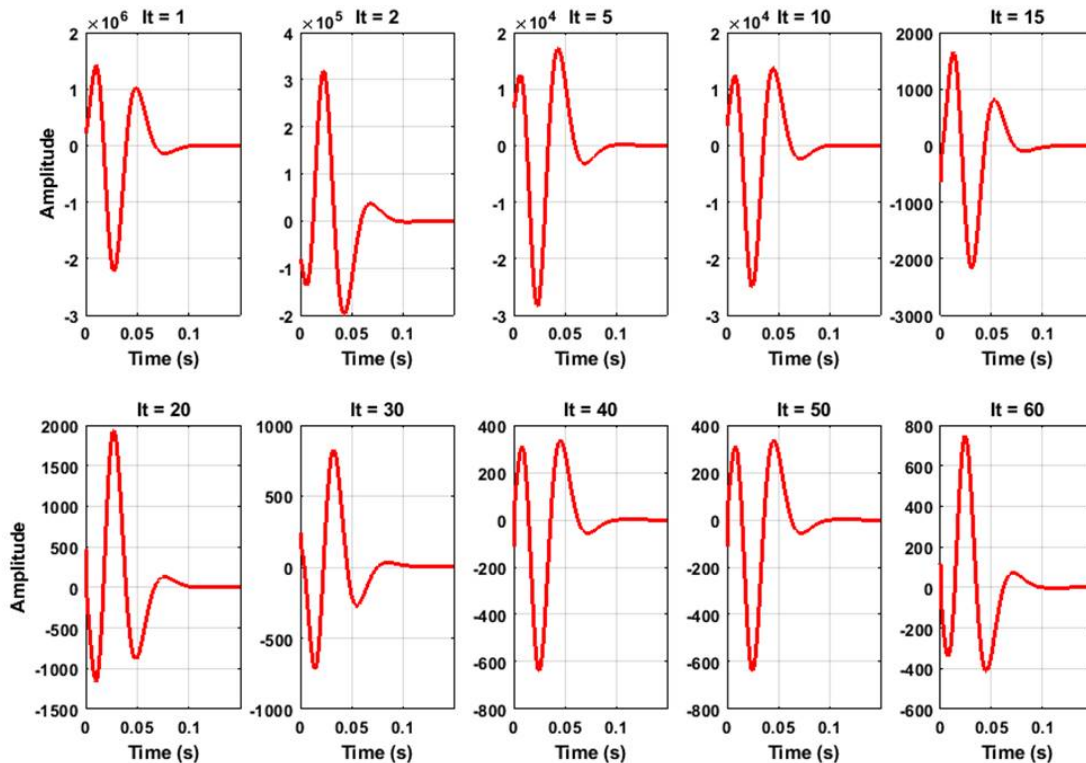 It = 1
×10⁶
2
1
0
-1
-2
-3
0 0.05 0.1
Time (s)
Amplitude
It = 2
×10⁵
4
3
2
1
0
-1
-2
0 0.05 0.1
Time (s)
It = 5
×10⁴
2
1
0
-1
-2
-3
0 0.05 0.1
Time (s)
It = 10
×10⁴
2
1
0
-1
-2
-3
0 0.05 0.1
Time (s)
It = 15
2000
1000
0
-1000
-2000
-3000
0 0.05 0.1
Time (s)
It = 20
2000
1500
1000
500
0
-500
-1000
-1500
0 0.05 0.1
Time (s)
Amplitude
It = 30
1000
500
0
-500
-1000
0 0.05 0.1
Time (s)
It = 40
400
200
0
-200
-400
-600
-800
0 0.05 0.1
Time (s)
It = 50
400
200
0
-200
-400
-600
-800
0 0.05 0.1
Time (s)
It = 60
800
600
400
200
0
-200
-400
-600
0 0.05 0.1
Time (s)